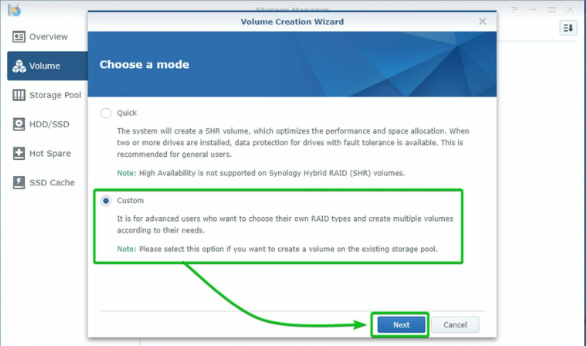 Storage Manager
Volume Creation Wizard
Overview
Volume
Storage Pool
HDD/SSD
Hot Spare
SSD Cache
Choose a mode
Quick
The system will create a SHR volume, which optimizes the performance and space allocation. When
two or more drives are installed, data protection for drives with fault tolerance is available. This is
recommended for general users.
Note: High Availability is not supported on Synology Hybrid RAID (SHR) volumes.
Custom
It is for advanced users who want to choose their own RAID types and create multiple volumes
according to their needs.
Note: Please select this option if you want to create a volume on the existing storage pool.
Next
Cancel